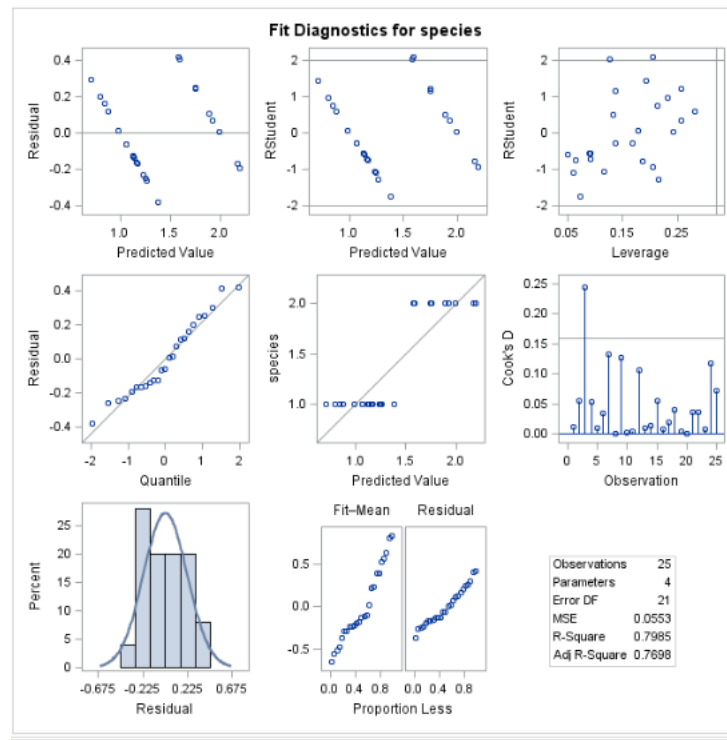 Fit Diagnostics for species
Residual
0.4
0.2
0.0
-0.2
-0.4
1.0 1.5 2.0
Predicted Value
RStudent
2
1
0
-1
-2
1.0 1.5 2.0
Predicted Value
RStudent
2
1
0
-1
-2
0.05 0.15 0.25
Leverage
Residual
0.4
0.2
0.0
-0.2
-0.4
-2 -1 0 1 2
Quantile
species
2.0
1.5
1.0
1.0 1.5 2.0
Predicted Value
Cook's D
0.25
0.20
0.15
0.10
0.05
0.00
0 5 10 15 20 25
Observation
Percent
25
20
15
10
5
0
-0.675 -0.225 0.225 0.675
Residual
Fit–Mean Residual
0.5
0.0
-0.5
0.0 0.4 0.8 0.0 0.4 0.8
Proportion Less
Observations 25
Parameters 4
Error DF 21
MSE 0.0553
R-Square 0.7985
Adj R-Square 0.7698